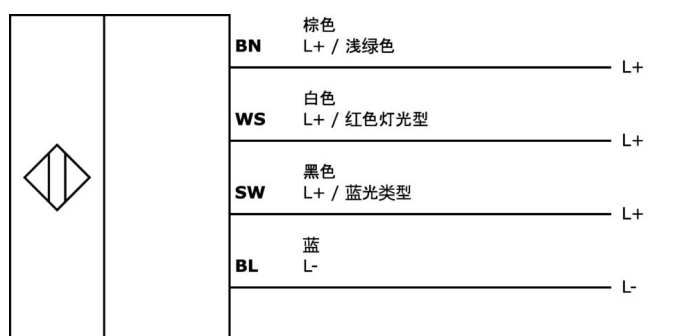 棕色
BN L+ / 浅绿色
L+
白色
WS L+ / 红色灯光型
L+
黑色
SW L+ / 蓝光类型
L+
蓝
BL L-
L-